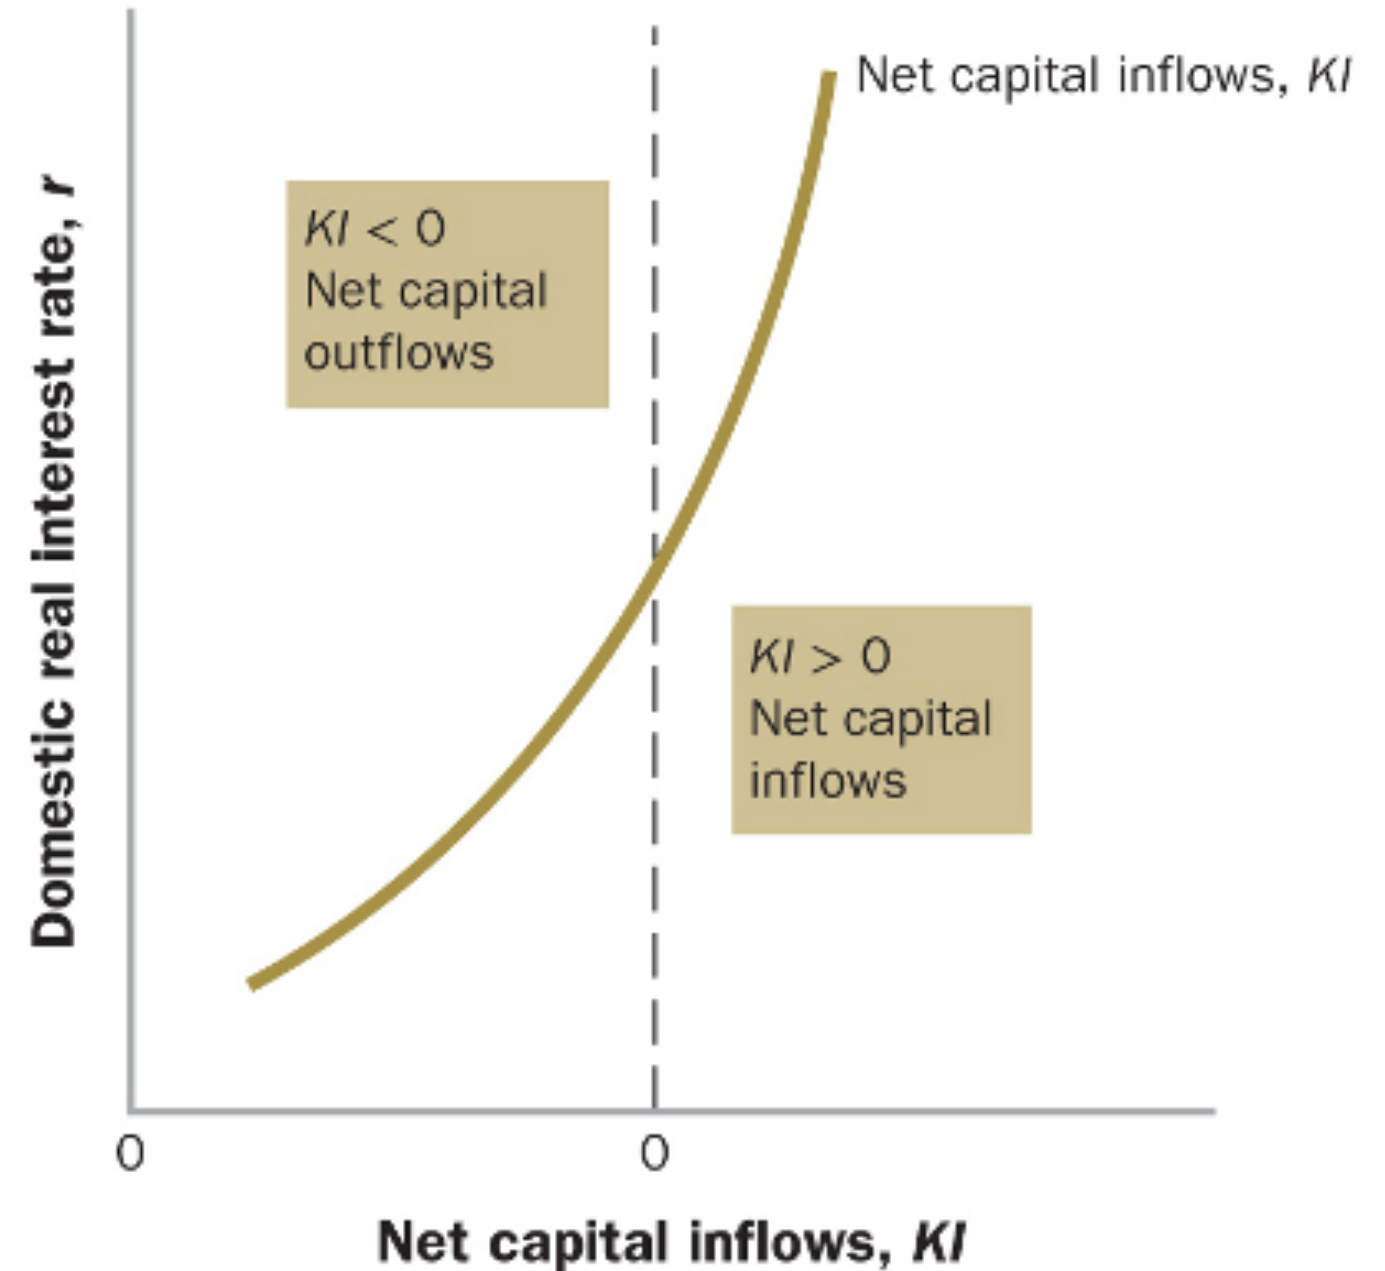 Net capital inflows, KI
KI < 0
Net capital
outflows
KI > 0
Net capital
inflows
Domestic real interest rate, r
0
0
Net capital inflows, KI